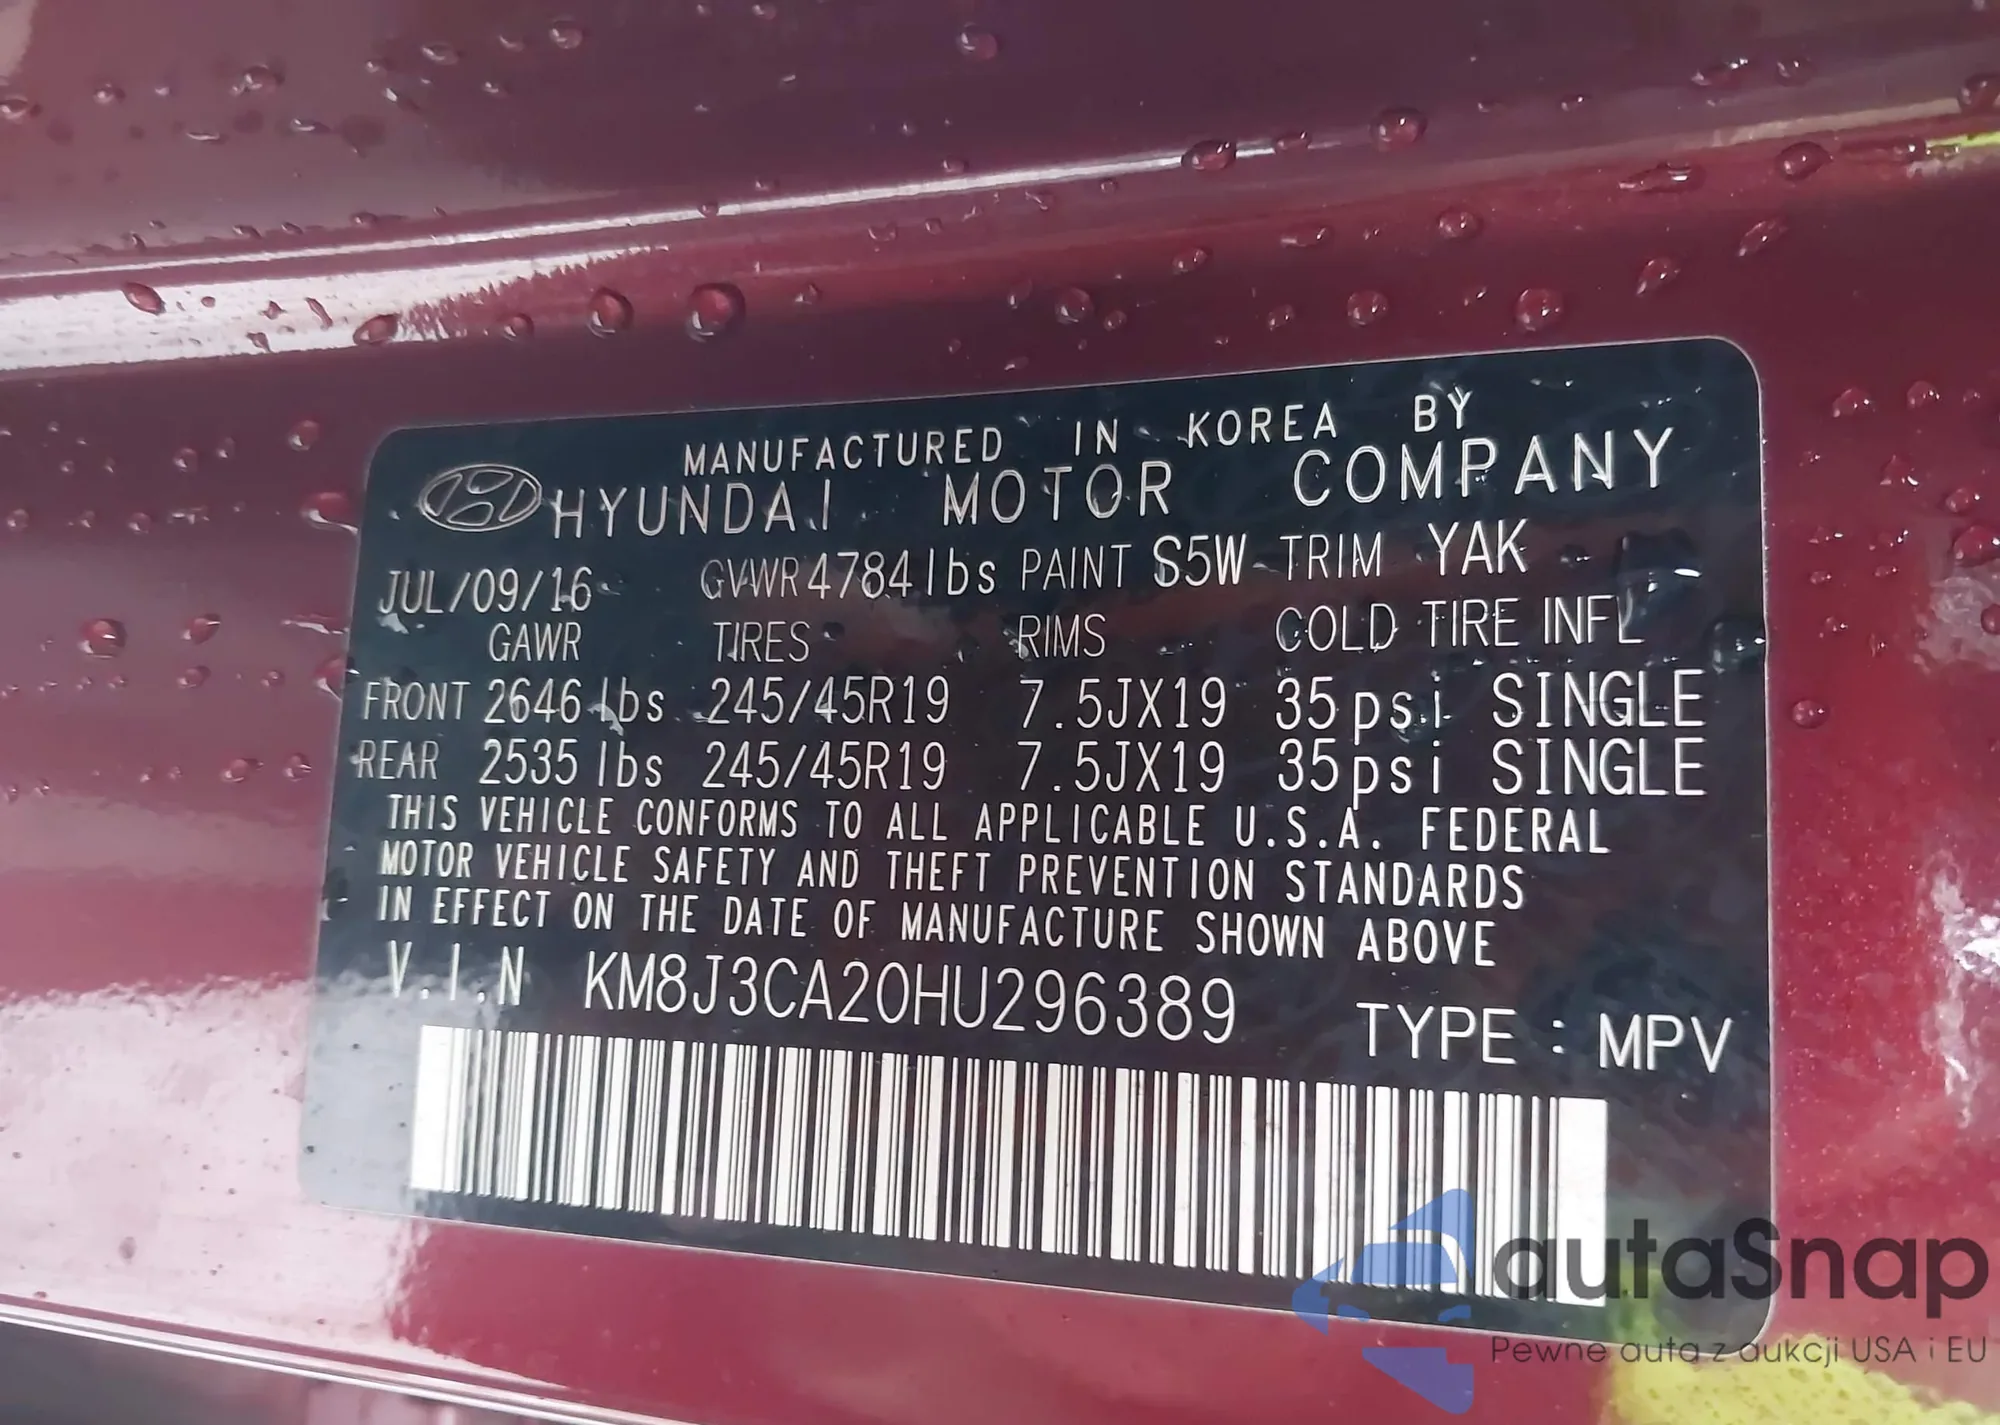 MANUFACTURED IN KOREA BY
HYUNDAI MOTOR COMPANY
JUL/09/16 GVWR 4784lbs PAINT S5W TRIM YAK
GAWR TIRES RIMS COLD TIRE INFL
FRONT 2646 lbs 245/45R19 7.5JX19 35psi SINGLE
REAR 2535 lbs 245/45R19 7.5JX19 35psi SINGLE
THIS VEHICLE CONFORMS TO ALL APPLICABLE U.S.A. FEDERAL
MOTOR VEHICLE SAFETY AND THEFT PREVENTION STANDARDS
IN EFFECT ON THE DATE OF MANUFACTURE SHOWN ABOVE
V.I.N KM8J3CA20HU296389 TYPE : MPV
autaSnap
Pewne auta z aukcji USA i EU